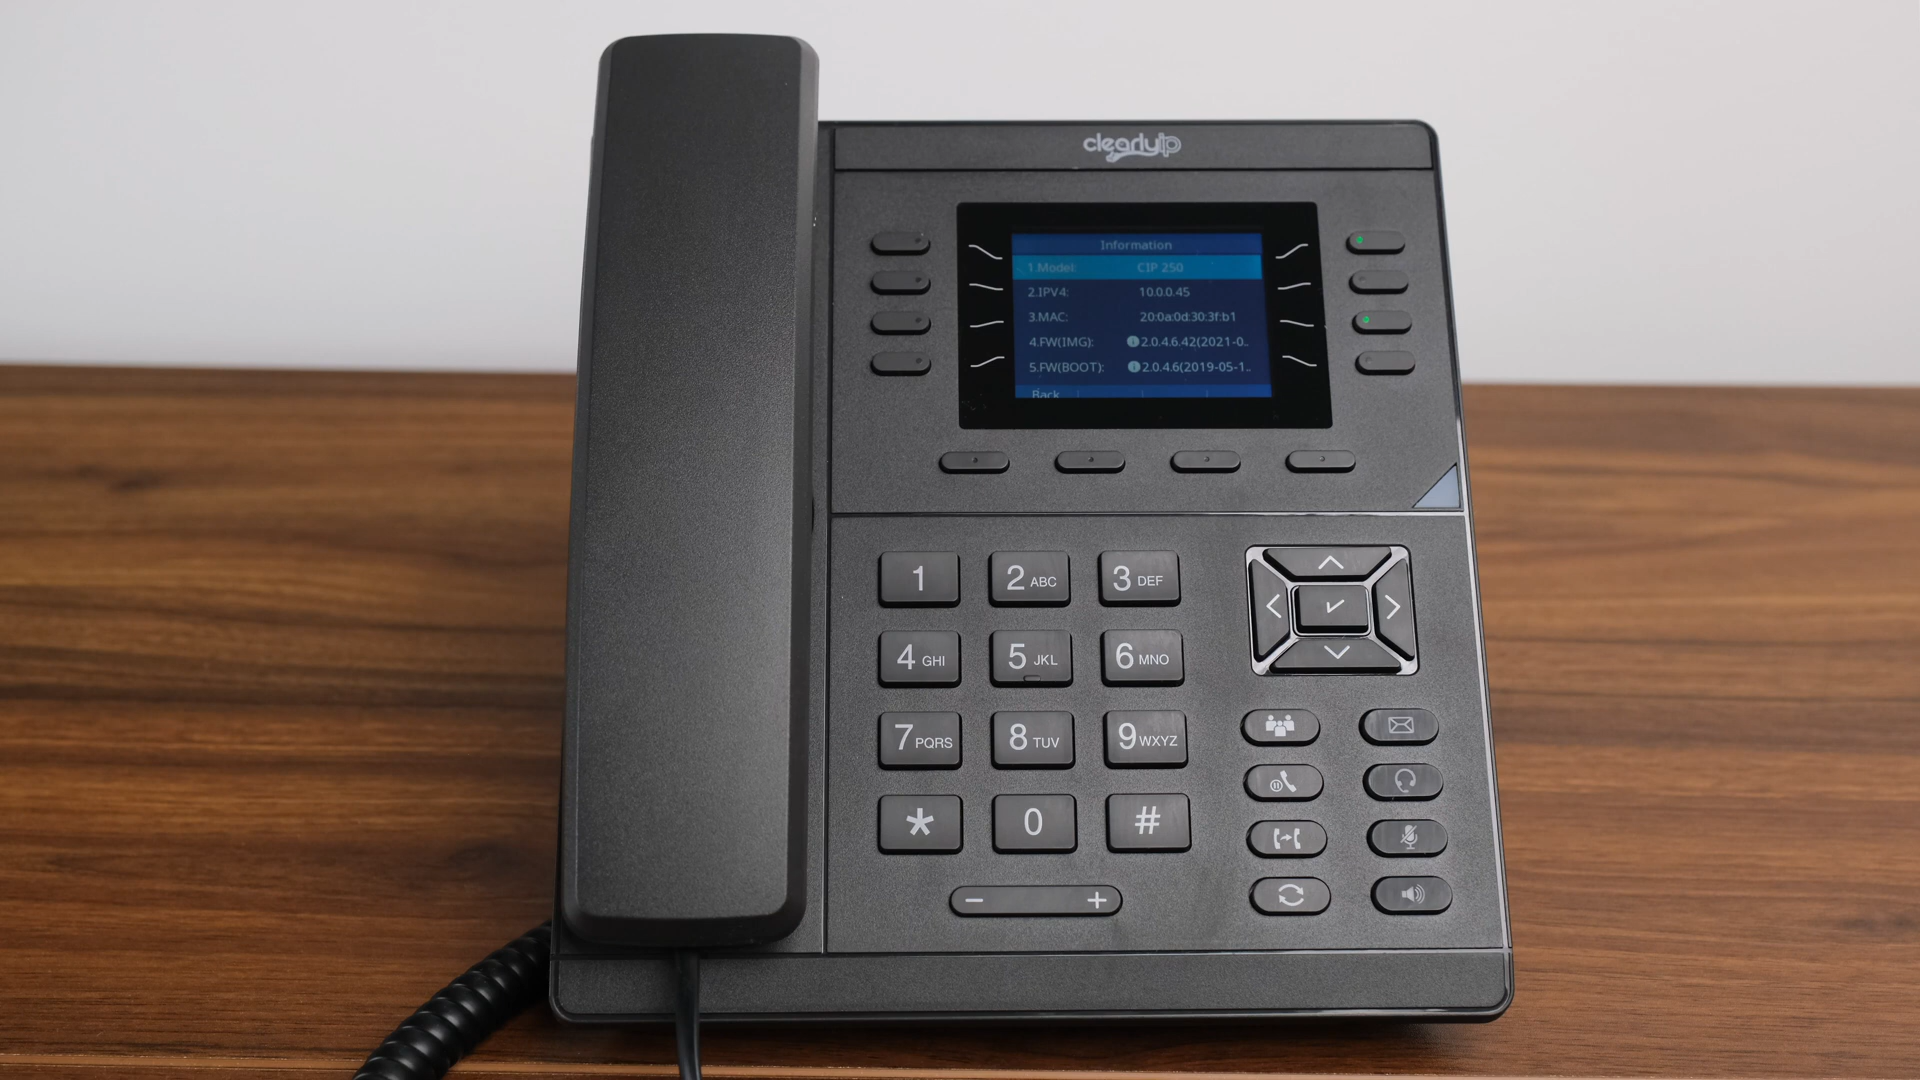 clearlyip
Information
1.Model: CIP 250
2.IPV4: 10.0.0.45
3.MAC: 20:0a:0d:30:3f:b1
4.FW(IMG): 2.0.4.6.42(2021-0..
5.FW(BOOT): 2.0.4.6(2019-05-1..
Back
1 2 ABC 3 DEF
4 GHI 5 JKL 6 MNO
7 PQRS 8 TUV 9 WXYZ
* 0 #
− +